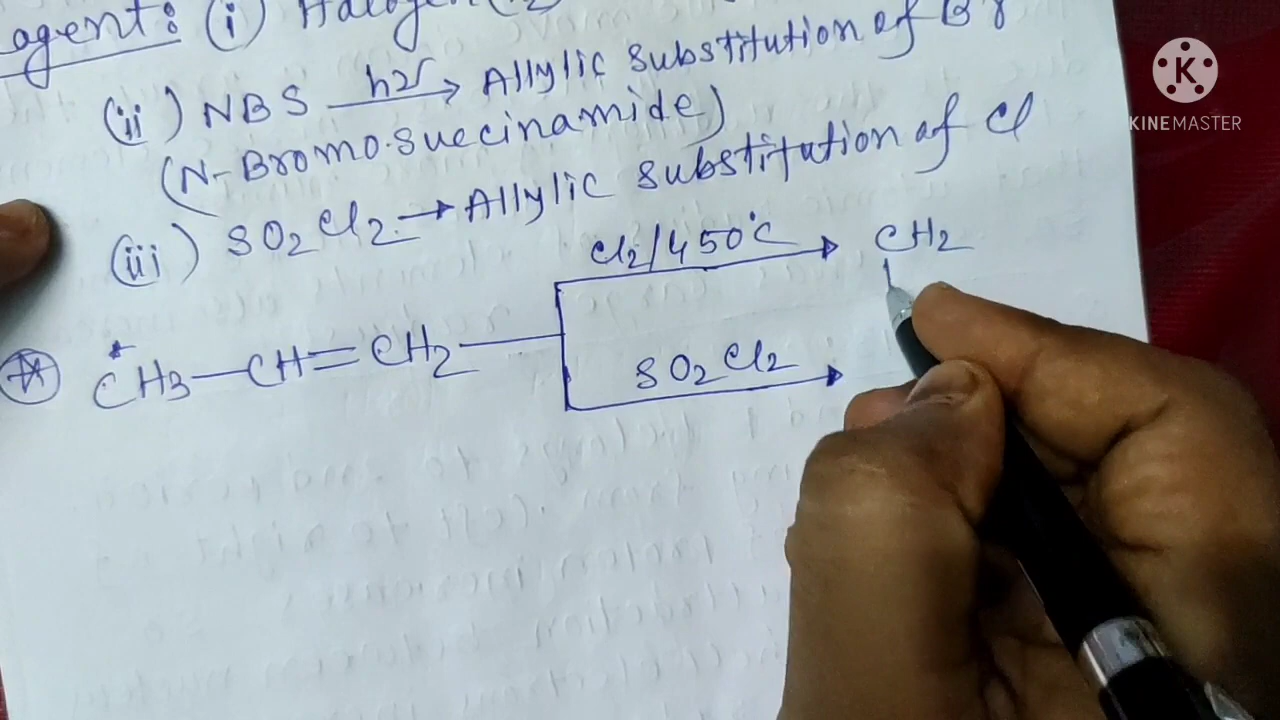 agent: (i) Halogen
(ii) NBS hν→ Allylic substitution of Br
(N-Bromo.succinamide)
(iii) SO2Cl2 → Allylic substitution of Cl
Cl2/450°C → CH2
*
CH3—CH=CH2
SO2Cl2 →
K
KINEMASTER